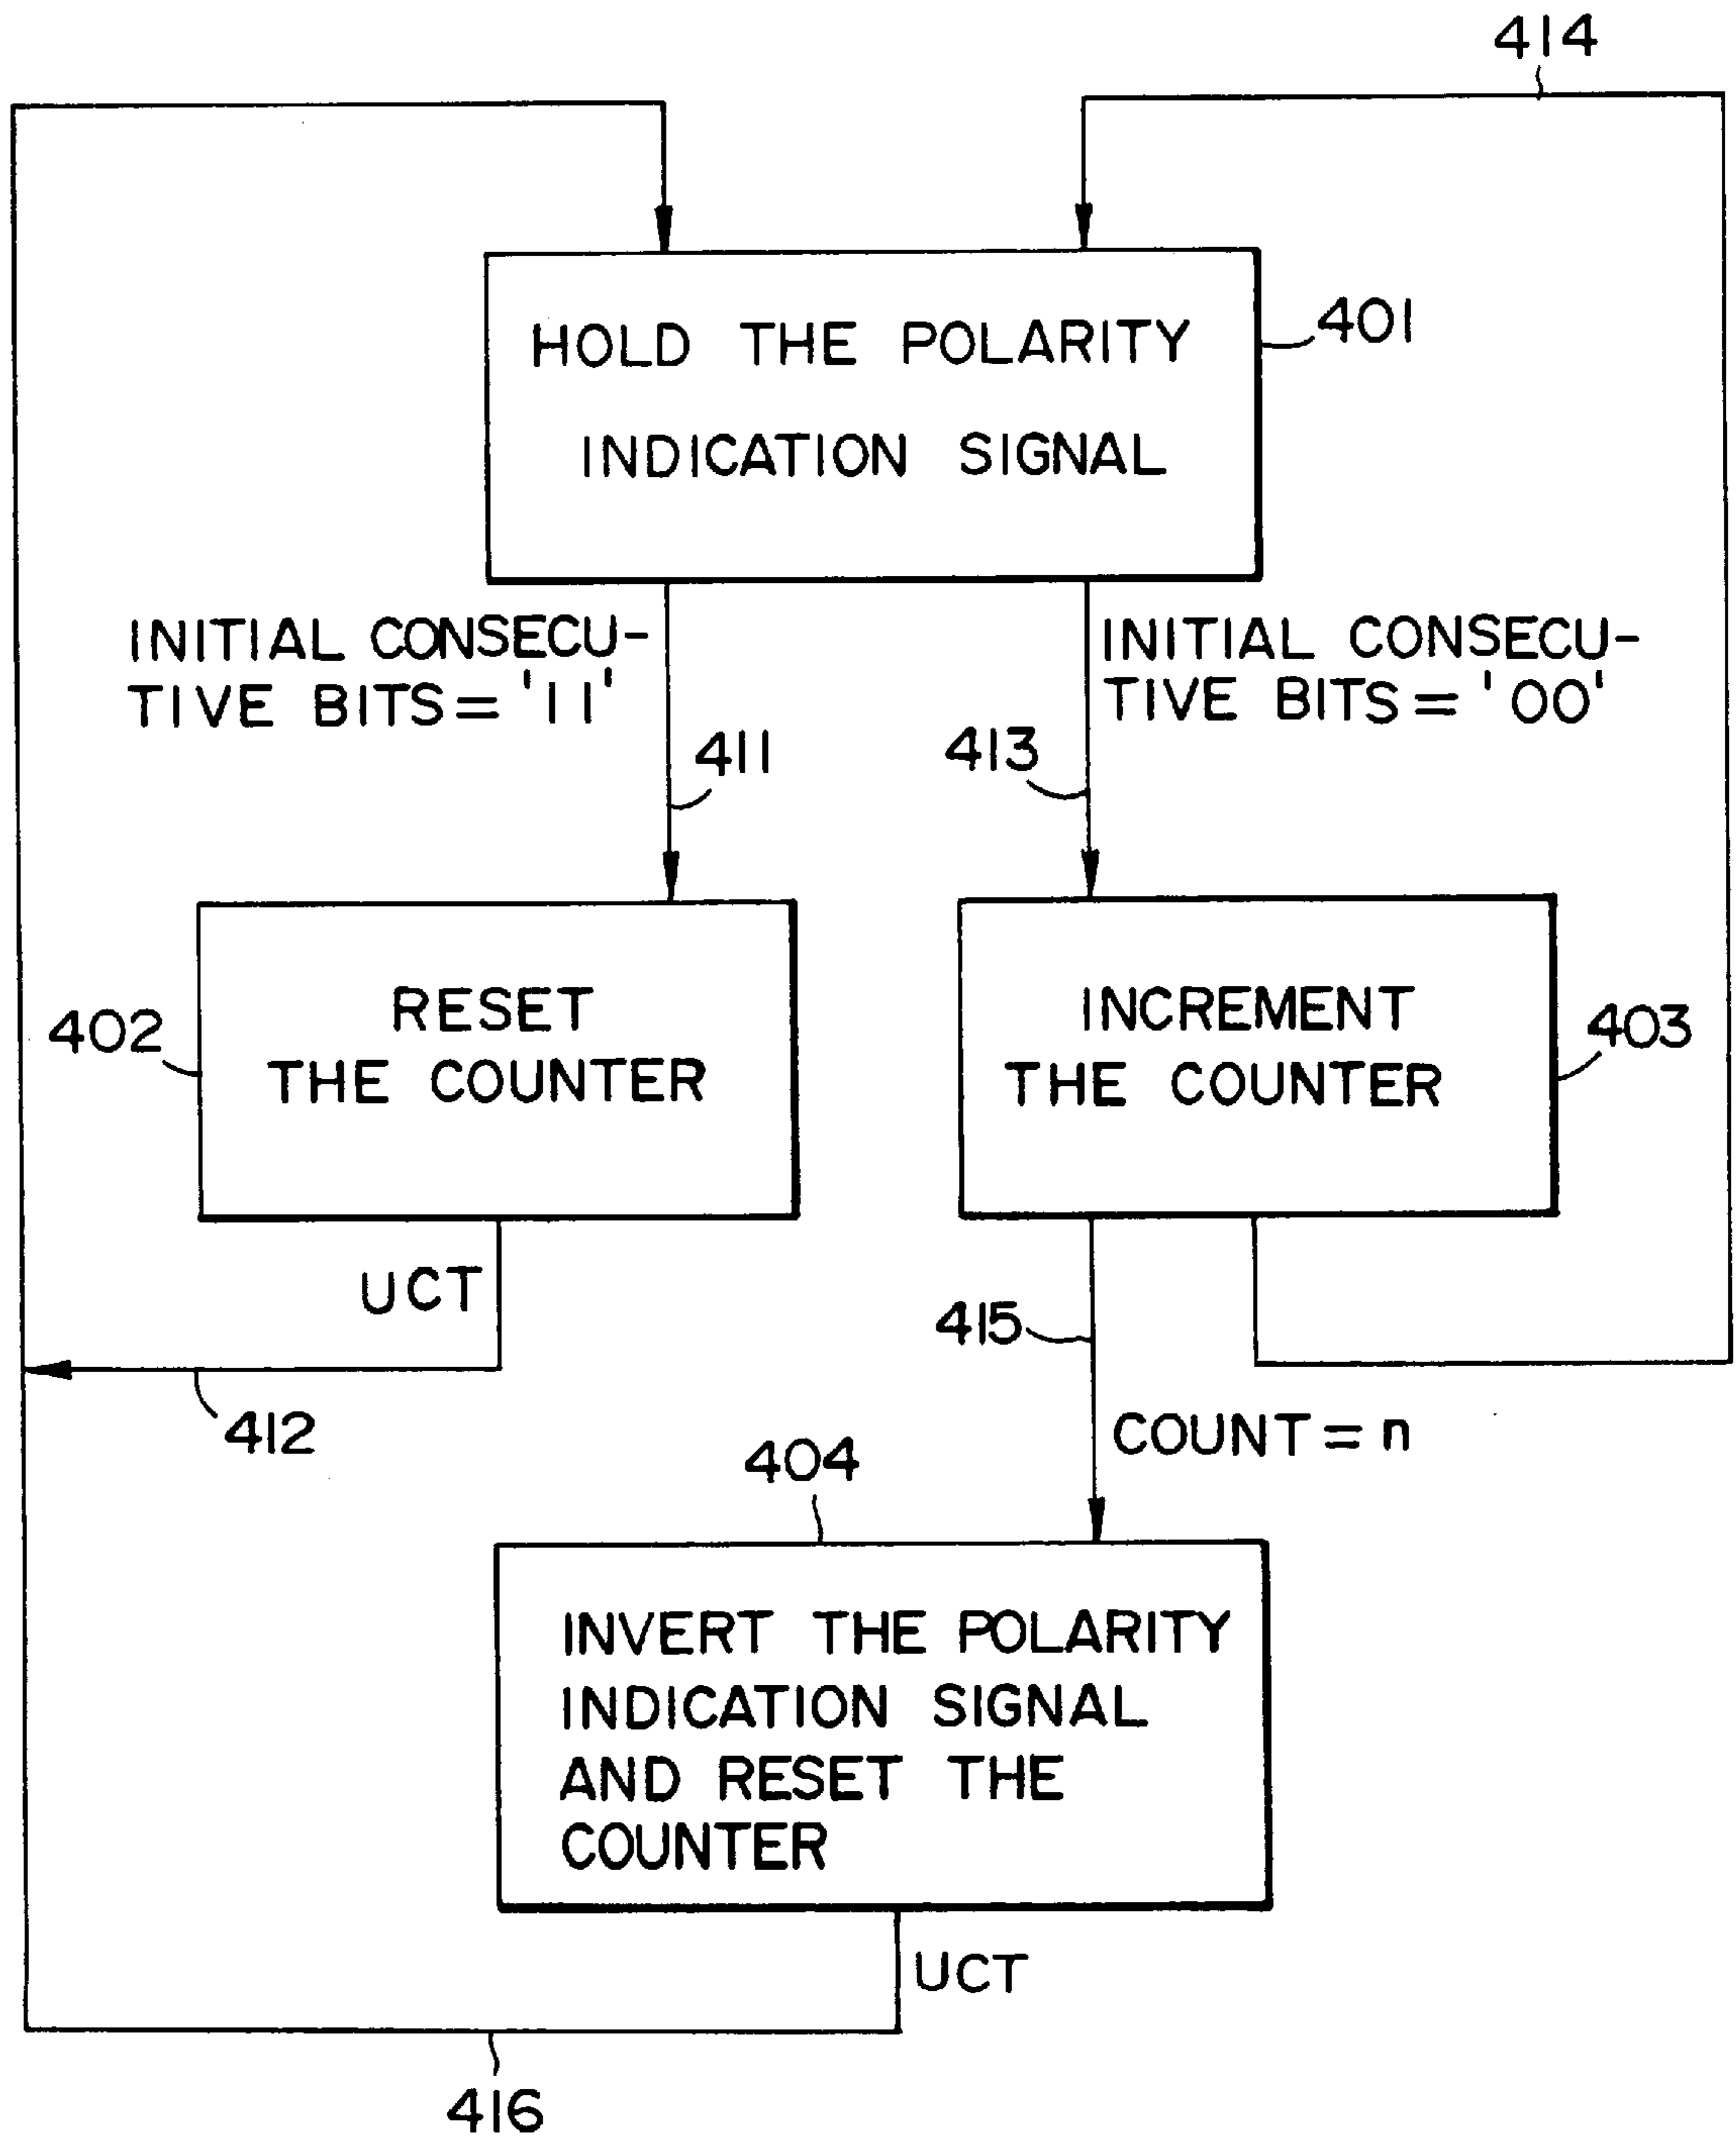 414
HOLD THE POLARITY
INDICATION SIGNAL
401
INITIAL CONSECU-
TIVE BITS = '11'
INITIAL CONSECU-
TIVE BITS = '00'
411
413
RESET
THE COUNTER
402
INCREMENT
THE COUNTER
403
UCT
412
415
COUNT = n
404
INVERT THE POLARITY
INDICATION SIGNAL
AND RESET THE
COUNTER
UCT
416